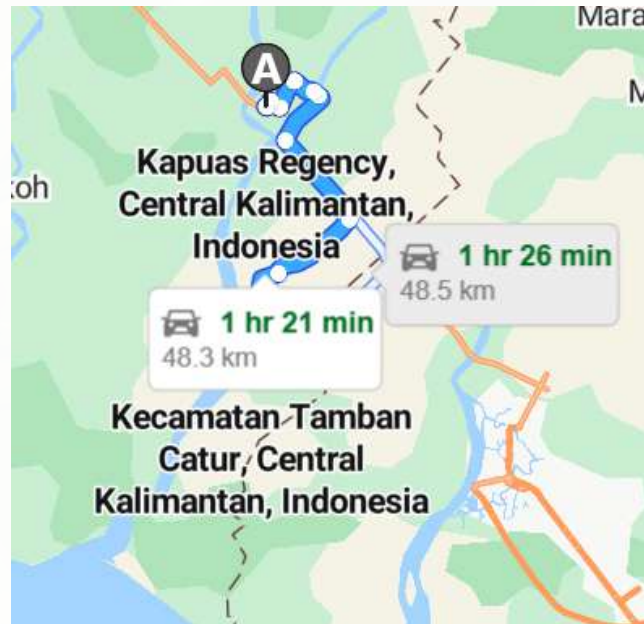 Mara
A
M
Kapuas Regency,
Central Kalimantan,
Indonesia
oh
1 hr 26 min
48.5 km
1 hr 21 min
48.3 km
Kecamatan Tamban
Catur, Central
Kalimantan, Indonesia